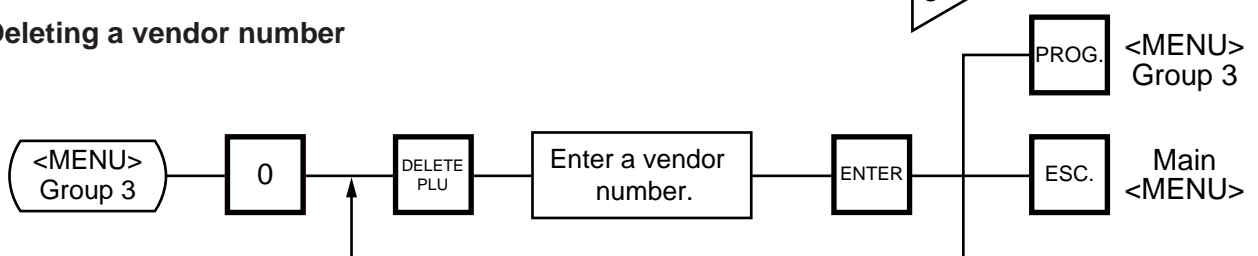 Deleting a vendor number
PROG.
<MENU>
Group 3
<MENU>
Group 3
0
DELETE
PLU
Enter a vendor
number.
ENTER
ESC.
Main
<MENU>